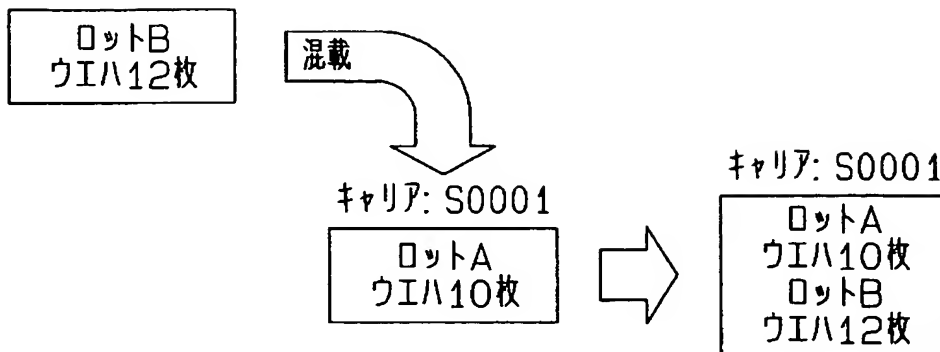 ロットB
ウエハ12枚
混載
キャリア: S0001
ロットA
ウエハ10枚
キャリア: S0001
ロットA
ウエハ10枚
ロットB
ウエハ12枚